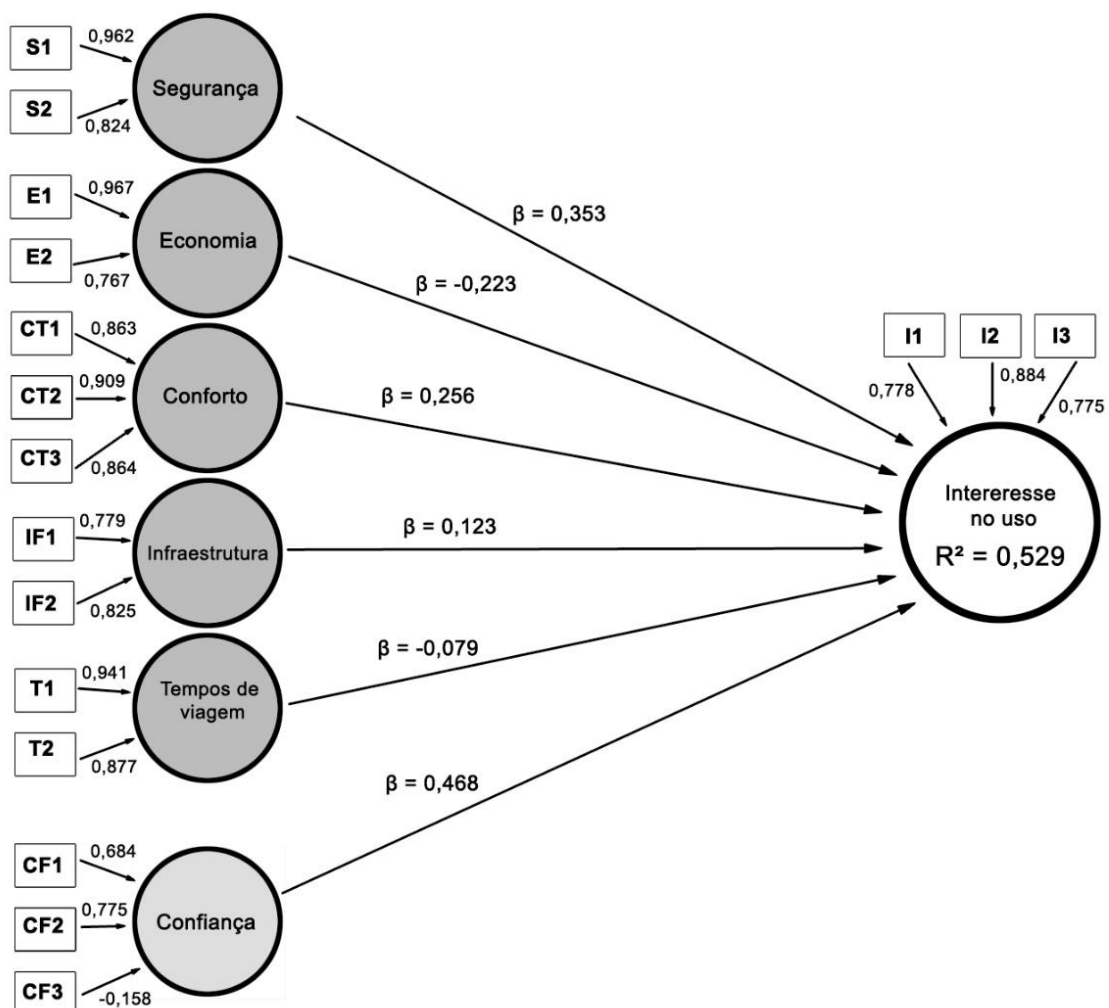 S1
0,962
S2
0,824
Segurança
E1
0,967
E2
0,767
Economia
CT1
0,863
CT2
0,909
CT3
0,864
Conforto
IF1
0,779
IF2
0,825
Infraestrutura
T1
0,941
T2
0,877
Tempos de
viagem
CF1
0,684
CF2
0,775
CF3
-0,158
Confiança
β = 0,353
β = -0,223
β = 0,256
β = 0,123
β = -0,079
β = 0,468
I1
I2
I3
0,778
0,884
0,775
Intereresse
no uso
R² = 0,529